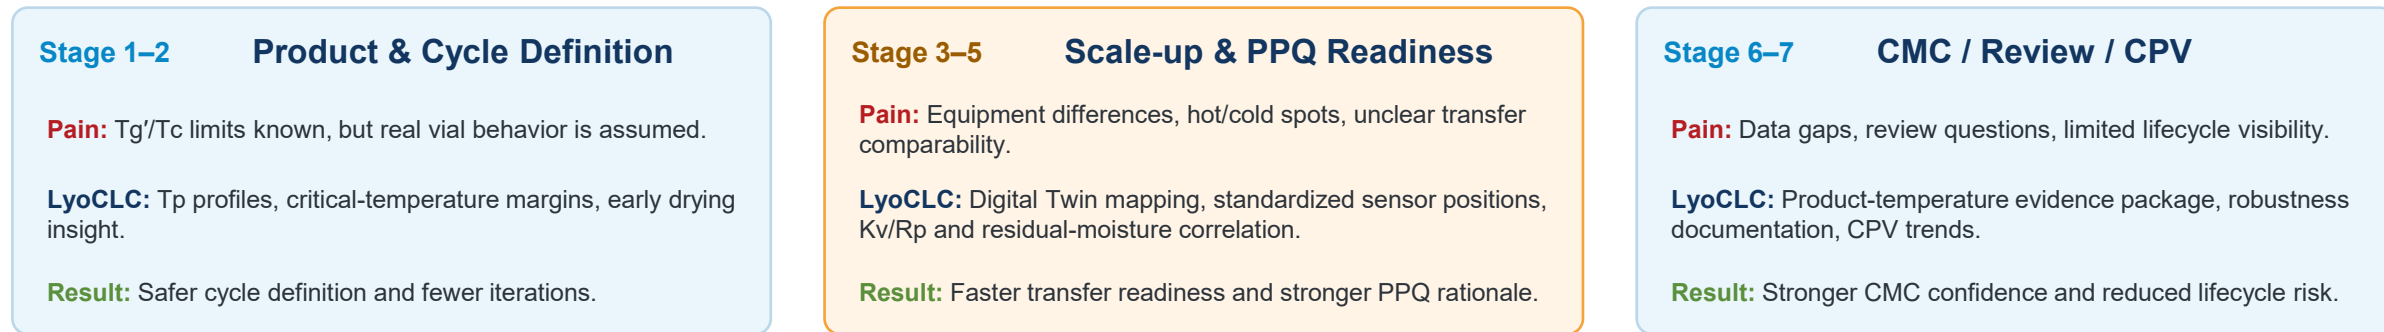 Stage 1–2 Product & Cycle Definition
Pain: Tg′/Tc limits known, but real vial behavior is assumed.
LyoCLC: Tp profiles, critical-temperature margins, early drying
insight.
Result: Safer cycle definition and fewer iterations.
Stage 3–5 Scale-up & PPQ Readiness
Pain: Equipment differences, hot/cold spots, unclear transfer
comparability.
LyoCLC: Digital Twin mapping, standardized sensor positions,
Kv/Rp and residual-moisture correlation.
Result: Faster transfer readiness and stronger PPQ rationale.
Stage 6–7 CMC / Review / CPV
Pain: Data gaps, review questions, limited lifecycle visibility.
LyoCLC: Product-temperature evidence package, robustness
documentation, CPV trends.
Result: Stronger CMC confidence and reduced lifecycle risk.